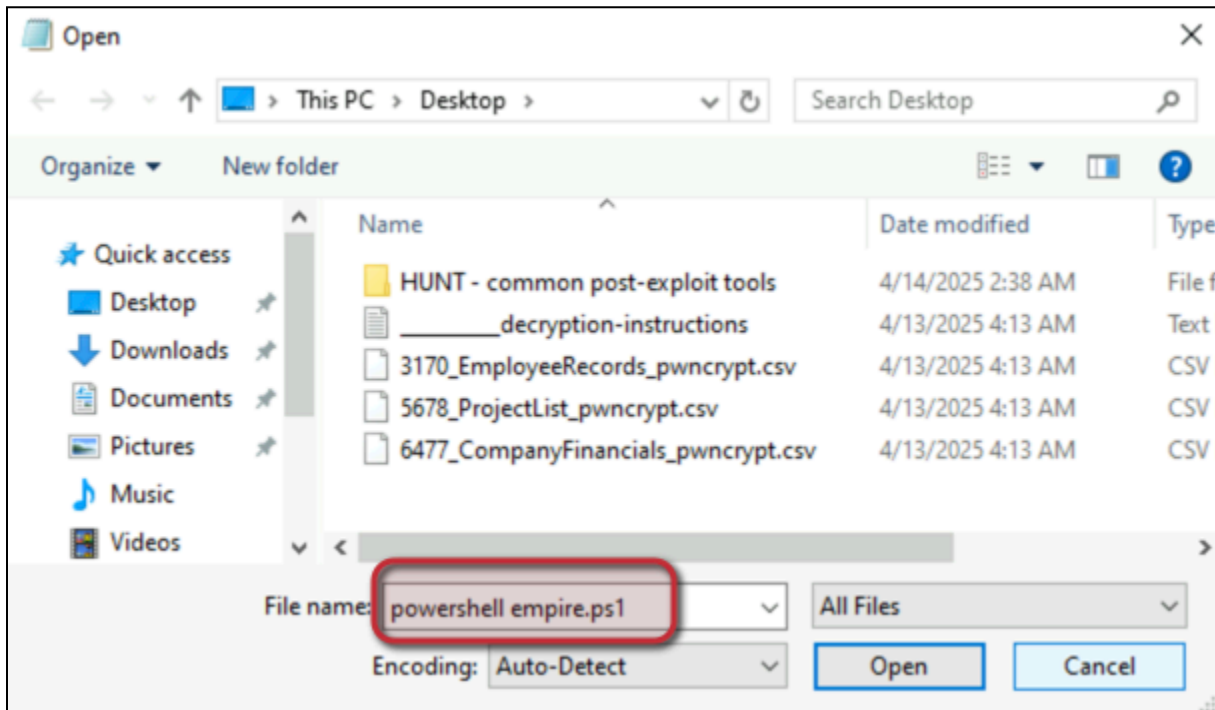 Open
This PC > Desktop >
Search Desktop
Organize
New folder
Name
Date modified
Type
Quick access
Desktop
Downloads
Documents
Pictures
Music
Videos
HUNT - common post-exploit tools 4/14/2025 2:38 AM File f
_________decryption-instructions 4/13/2025 4:13 AM Text
3170_EmployeeRecords_pwncrypt.csv 4/13/2025 4:13 AM CSV
5678_ProjectList_pwncrypt.csv 4/13/2025 4:13 AM CSV
6477_CompanyFinancials_pwncrypt.csv 4/13/2025 4:13 AM CSV
File name: powershell empire.ps1
All Files
Encoding: Auto-Detect
Open
Cancel